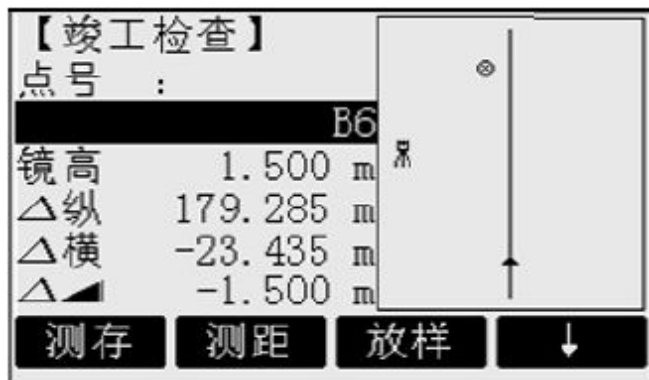 【竣工检查】
点号 :
B6
镜高 1.500 m
△纵 179.285 m
△横 -23.435 m
△◢ -1.500 m
测存 测距 放样 ↓